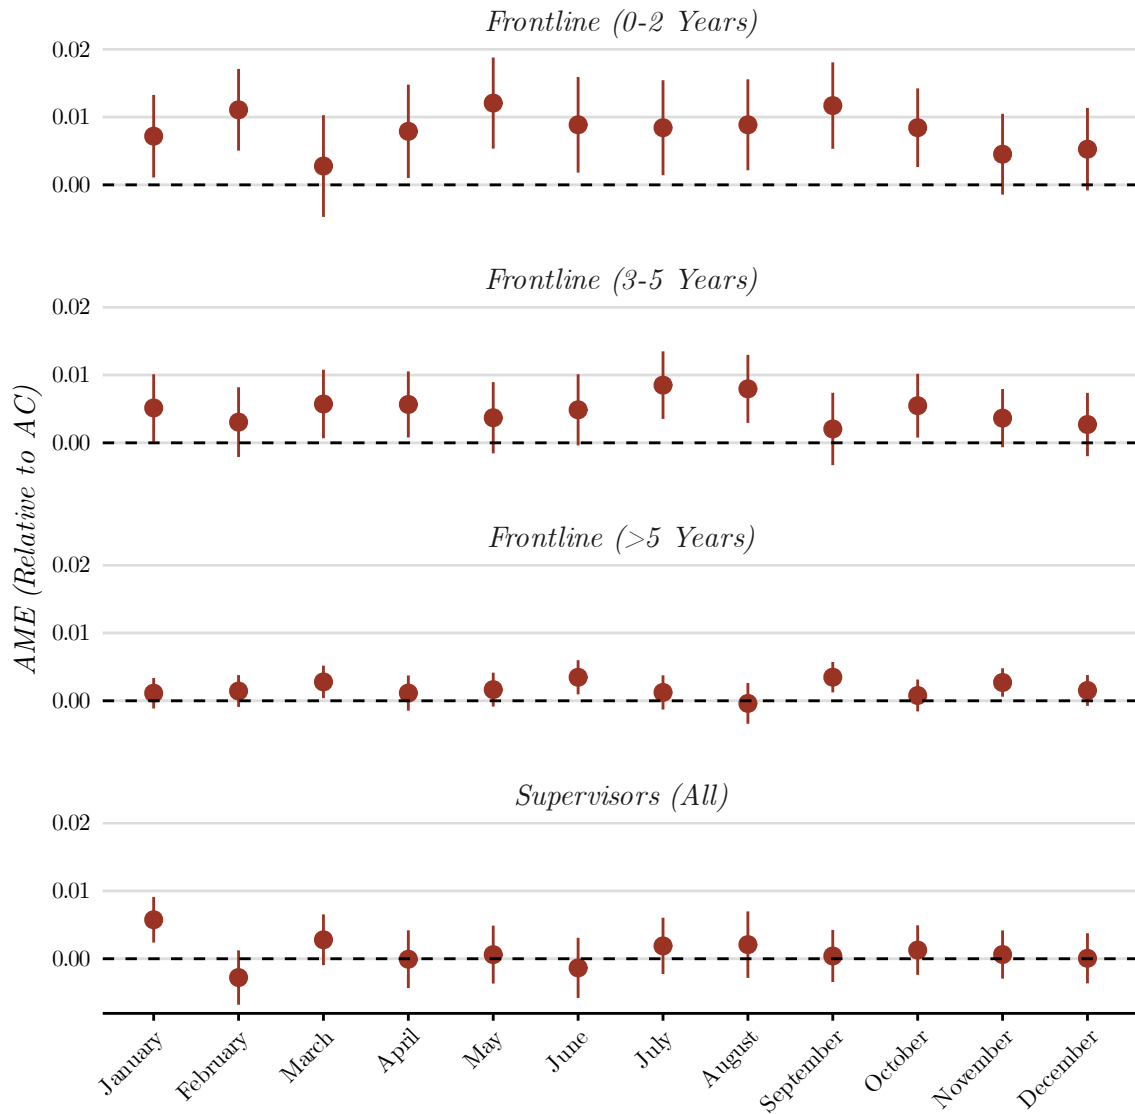 Frontline (0-2 Years)
0.02
0.01
0.00
Frontline (3-5 Years)
0.02
0.01
0.00
AME (Relative to AC)
Frontline (>5 Years)
0.02
0.01
0.00
Supervisors (All)
0.02
0.01
0.00
January
February
March
April
May
June
July
August
September
October
November
December